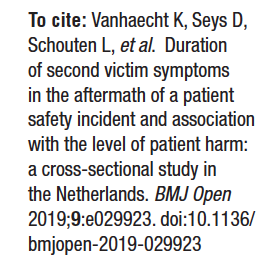 To cite: Vanhaecht K, Seys D,
Schouten L, et al. Duration
of second victim symptoms
in the aftermath of a patient
safety incident and association
with the level of patient harm:
a cross-sectional study in
the Netherlands. BMJ Open
2019;9:e029923. doi:10.1136/
bmjopen-2019-029923